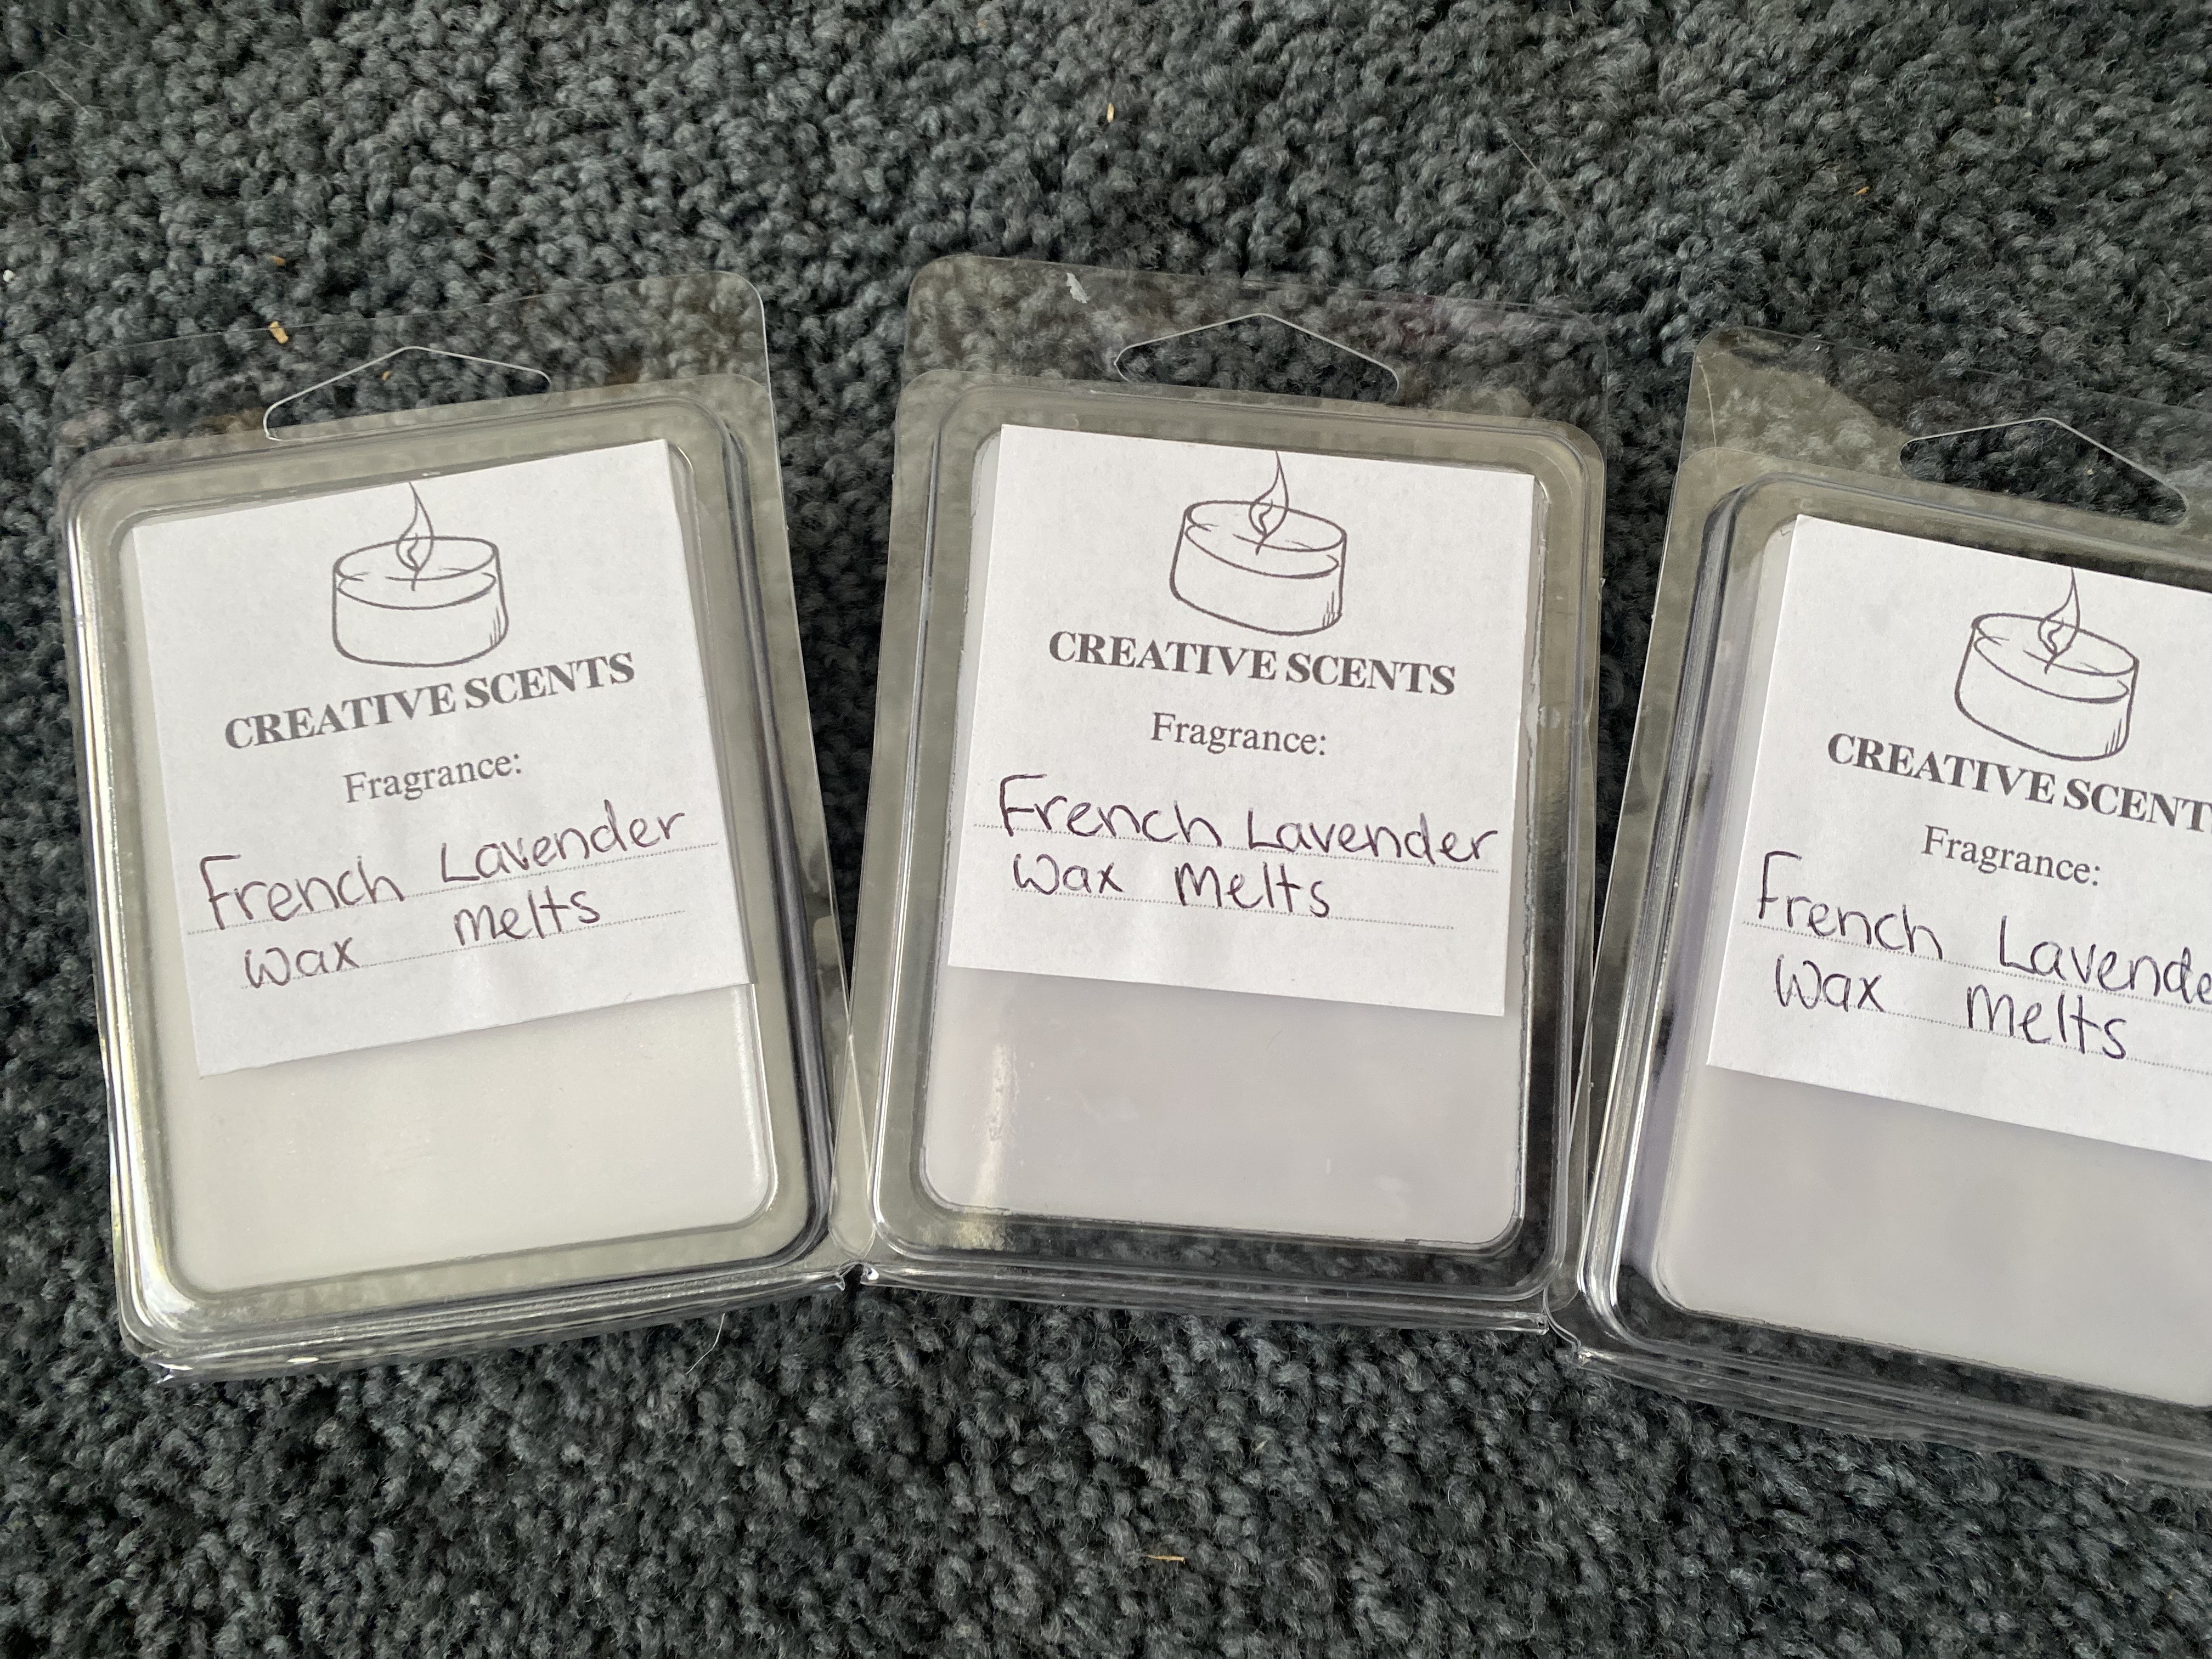 CREATIVE SCENTS
Fragrance:
French Lavender
Wax Melts
CREATIVE SCENTS
Fragrance:
French Lavender
Wax Melts
CREATIVE SCENT
Fragrance:
French Lavende
Wax Melts